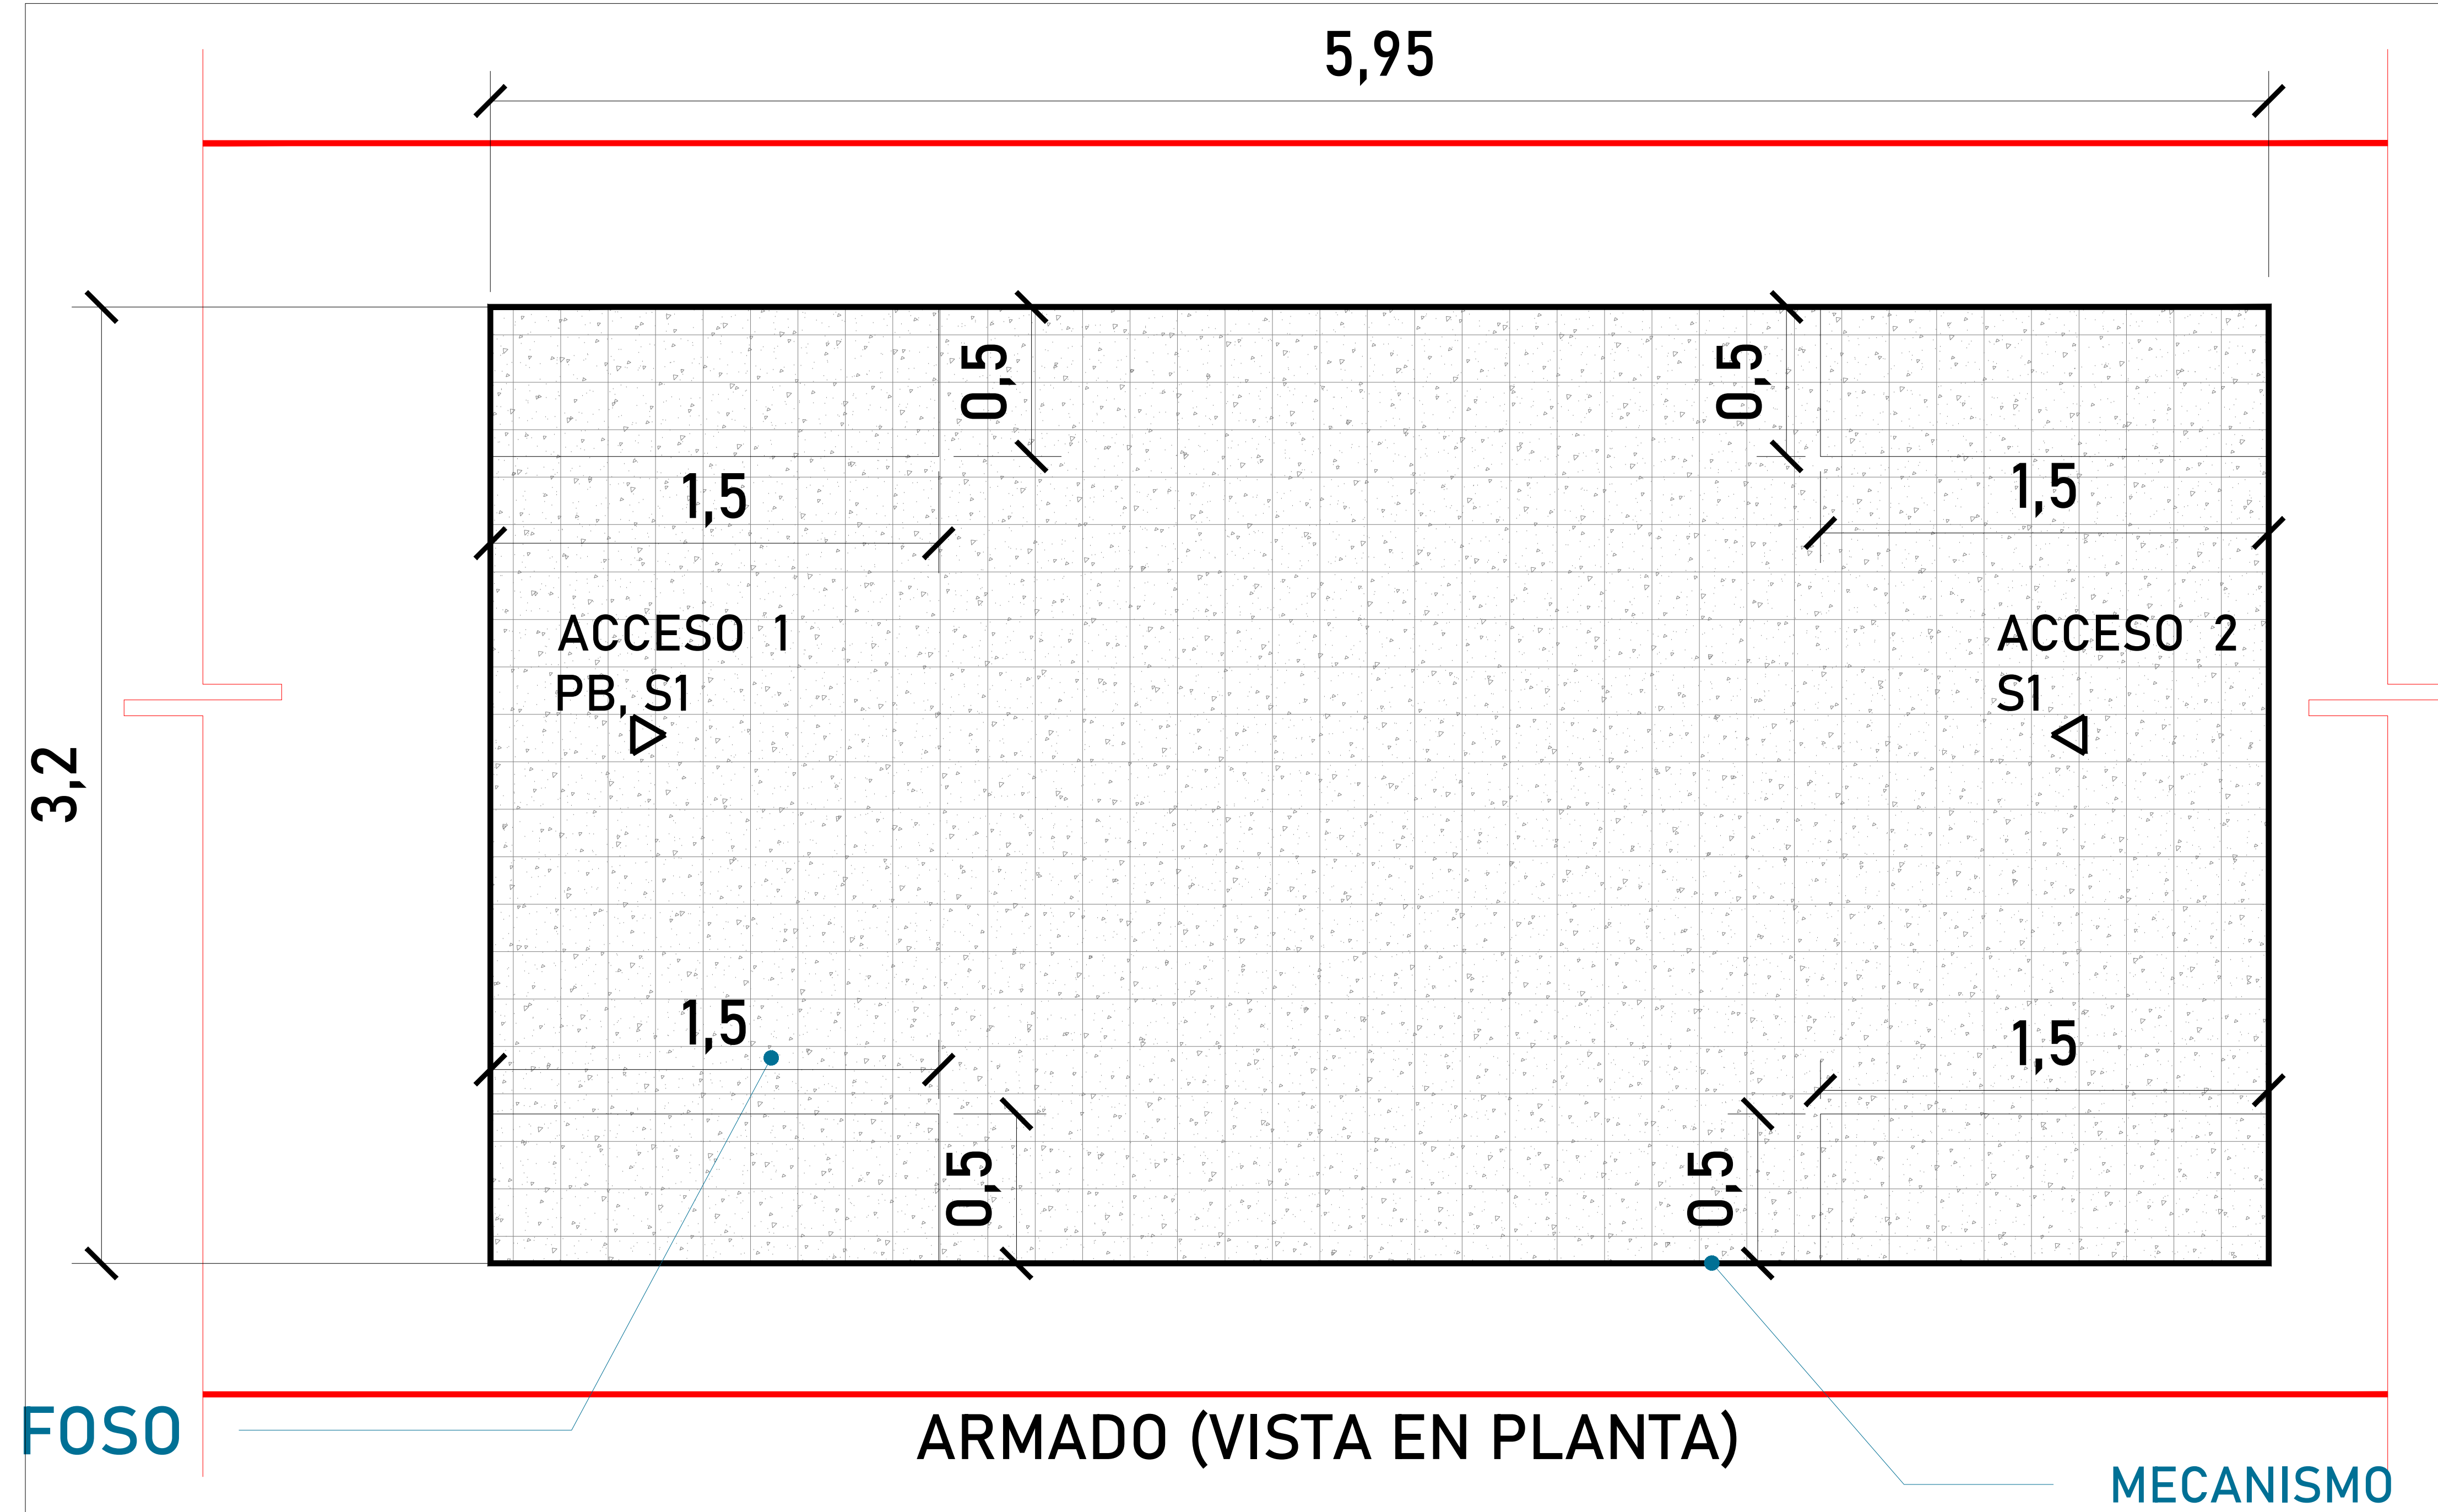 5,95
0,5
0,5
1,5
1,5
ACCESO 1
PB, S1
ACCESO 2
S1
3,2
1,5
1,5
0,5
0,5
FOSO
ARMADO (VISTA EN PLANTA)
MECANISMO